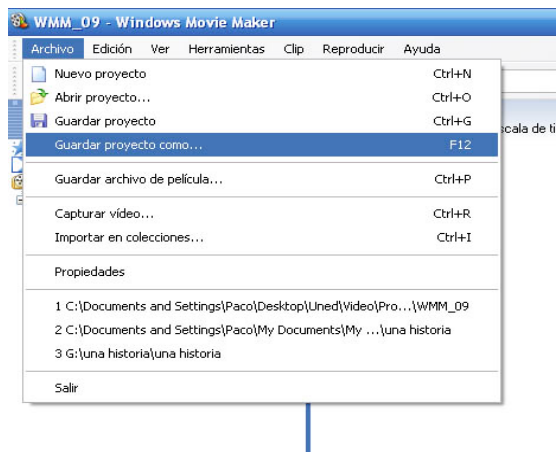 WMM_09 - Windows Movie Maker
Archivo Edición Ver Herramientas Clip Reproducir Ayuda
Nuevo proyecto Ctrl+N
Abrir proyecto... Ctrl+O
Guardar proyecto Ctrl+G
Guardar proyecto como... F12
Guardar archivo de película... Ctrl+P
Capturar vídeo... Ctrl+R
Importar en colecciones... Ctrl+I
Propiedades
1 C:\Documents and Settings\Paco\Desktop\Uned\Video\Pro...\WMM_09
2 C:\Documents and Settings\Paco\My Documents\My ...\una historia
3 G:\una historia\una historia
Salir
scala de ti